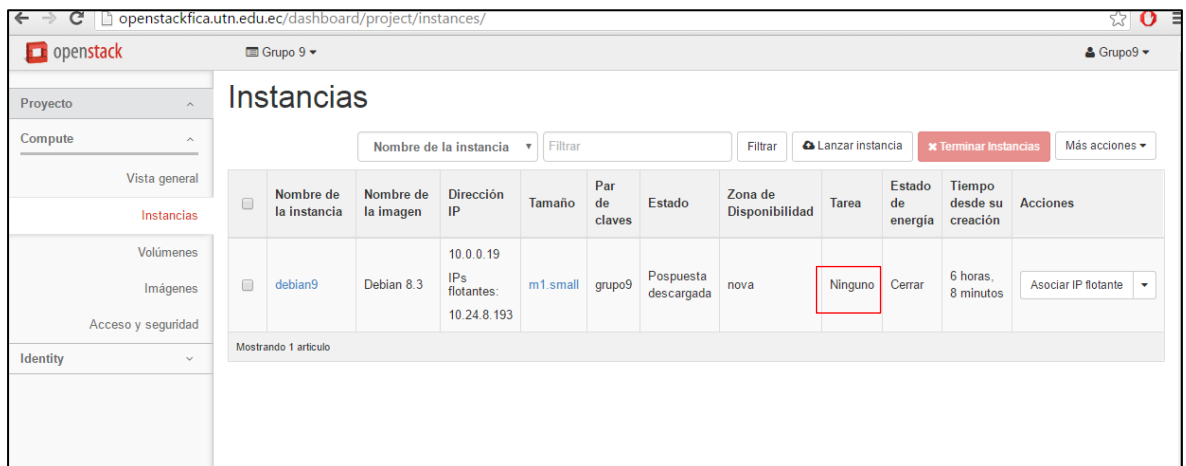 openstackfica.utn.edu.ec/dashboard/project/instances/
openstack
Grupo 9
Grupo9
Proyecto
Compute
Vista general
Instancias
Volúmenes
Imágenes
Acceso y seguridad
Identity
Instancias
Nombre de la instancia
Filtrar
Filtrar
Lanzar instancia
Terminar Instancias
Más acciones
Nombre de
la instancia
Nombre de
la imagen
Dirección
IP
Tamaño
Par
de
claves
Estado
Zona de
Disponibilidad
Tarea
Estado
de
energía
Tiempo
desde su
creación
Acciones
debian9
Debian 8.3
10.0.0.19
IPs
flotantes:
10.24.8.193
m1.small
grupo9
Pospuesta
descargada
nova
Ninguno
Cerrar
6 horas,
8 minutos
Asociar IP flotante
Mostrando 1 articulo